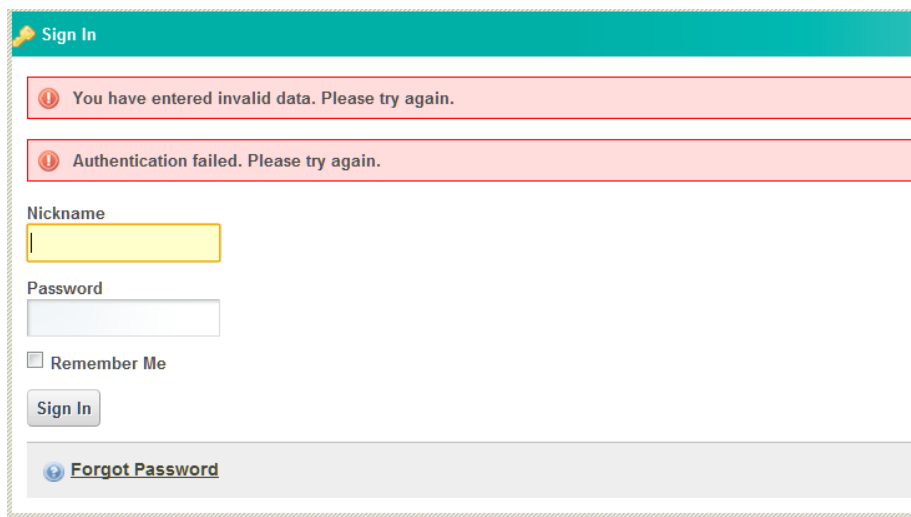 Sign In
You have entered invalid data. Please try again.
Authentication failed. Please try again.
Nickname
Password
Remember Me
Sign In
Forgot Password